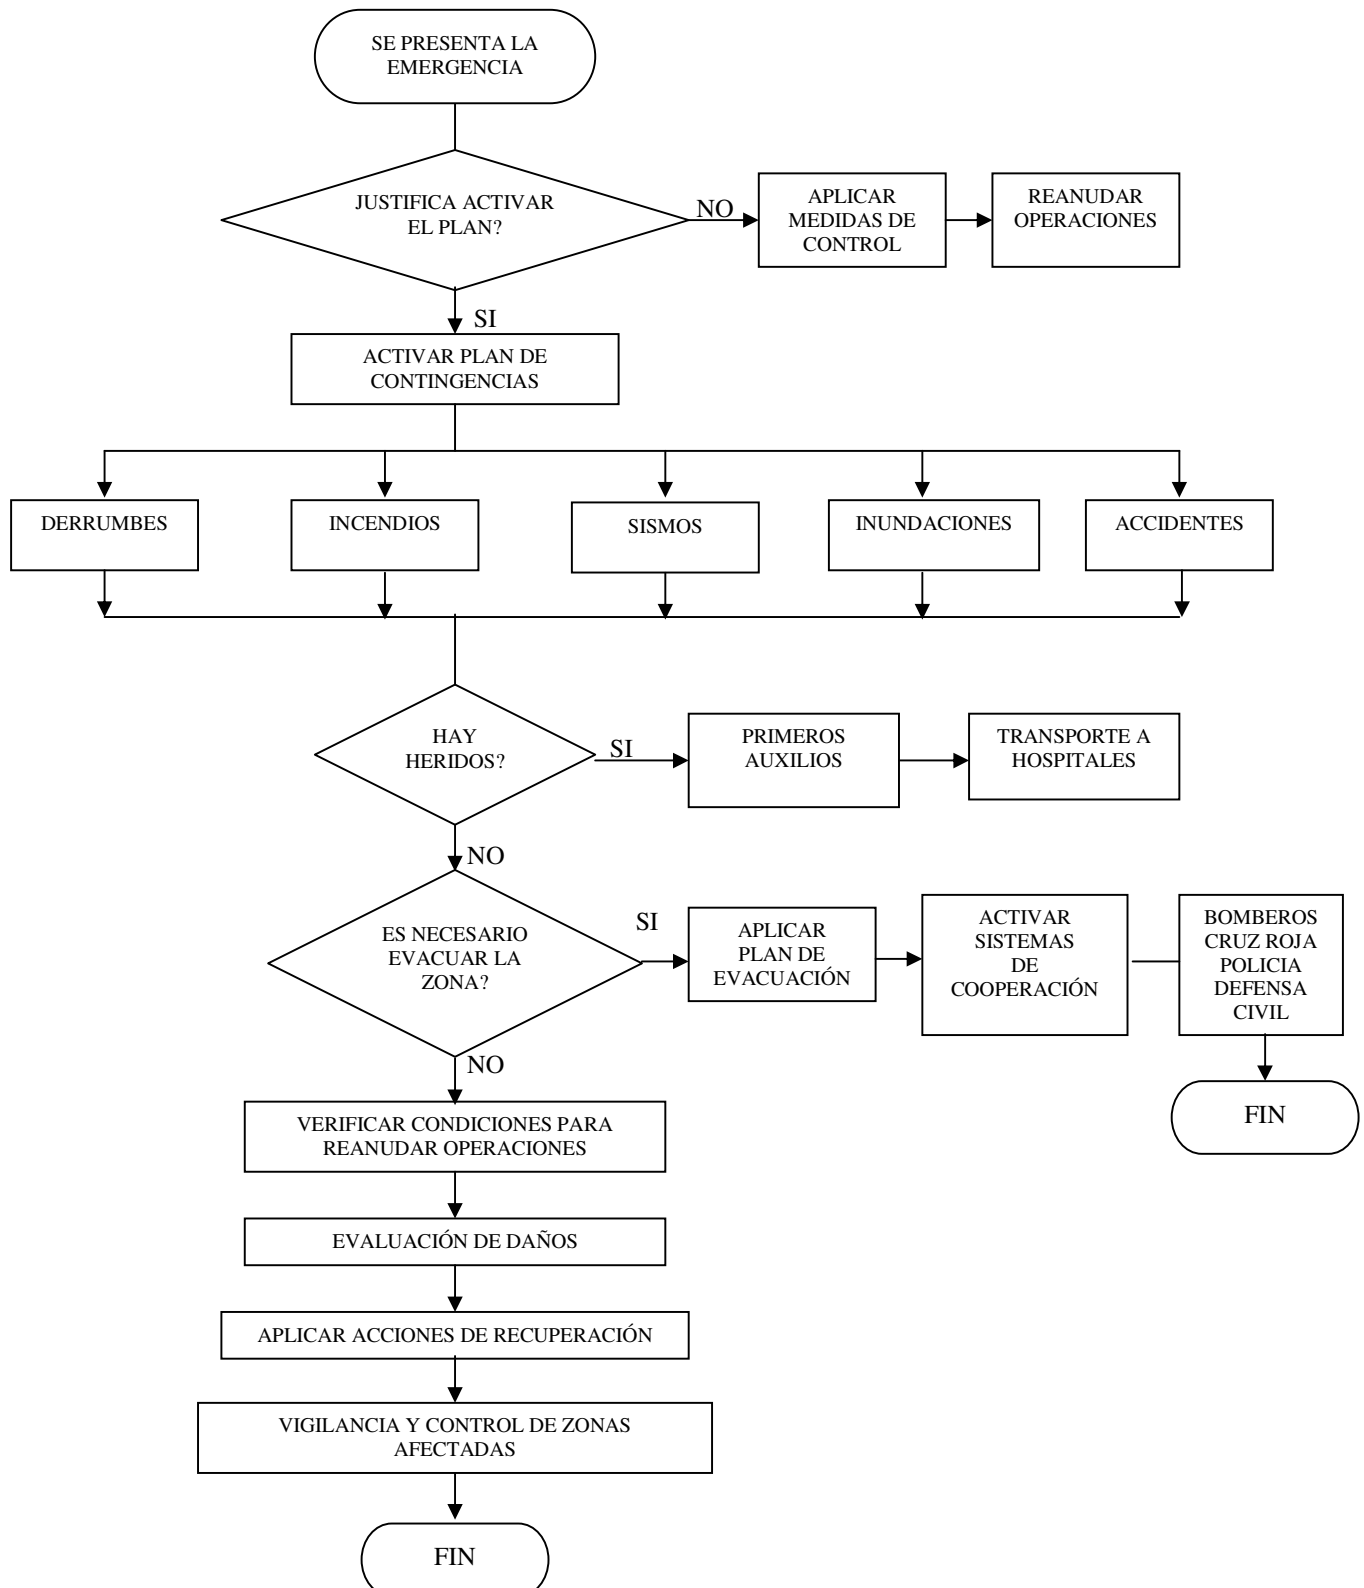 SE PRESENTA LA
EMERGENCIA
JUSTIFICA ACTIVAR
EL PLAN?
NO
APLICAR
MEDIDAS DE
CONTROL
REANUDAR
OPERACIONES
SI
ACTIVAR PLAN DE
CONTINGENCIAS
DERRUMBES
INCENDIOS
SISMOS
INUNDACIONES
ACCIDENTES
HAY
HERIDOS?
SI
PRIMEROS
AUXILIOS
TRANSPORTE A
HOSPITALES
NO
ES NECESARIO
EVACUAR LA
ZONA?
SI
APLICAR
PLAN DE
EVACUACIÓN
ACTIVAR
SISTEMAS
DE
COOPERACIÓN
BOMBEROS
CRUZ ROJA
POLICIA
DEFENSA
CIVIL
FIN
NO
VERIFICAR CONDICIONES PARA
REANUDAR OPERACIONES
EVALUACIÓN DE DAÑOS
APLICAR ACCIONES DE RECUPERACIÓN
VIGILANCIA Y CONTROL DE ZONAS
AFECTADAS
FIN